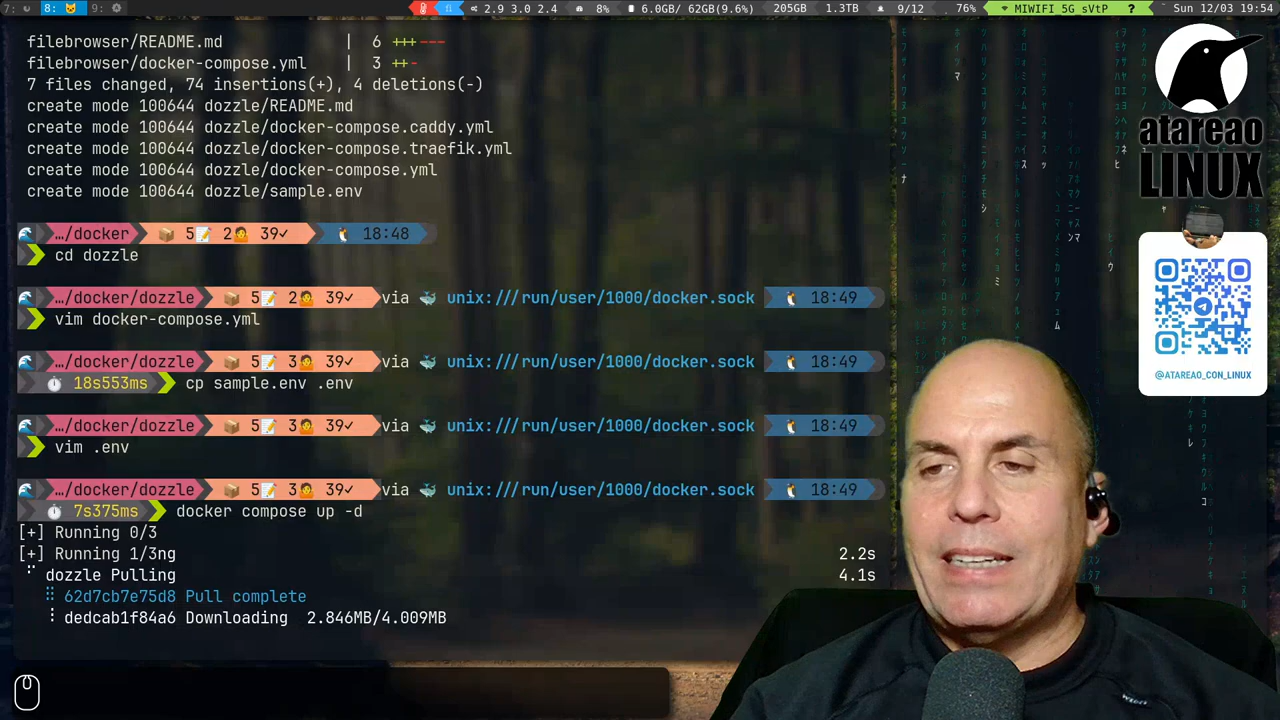 7: 8: 9: 2.9 3.0 2.4 8% 6.0GB/ 62GB(9.6%) 205GB 1.3TB 9/12 76% MIWIFI_5G_sVtP ? Sun 12/03 19:54
filebrowser/README.md | 6 +++---
filebrowser/docker-compose.yml | 3 ++-
7 files changed, 74 insertions(+), 4 deletions(-)
create mode 100644 dozzle/README.md
create mode 100644 dozzle/docker-compose.caddy.yml
create mode 100644 dozzle/docker-compose.traefik.yml
create mode 100644 dozzle/docker-compose.yml
create mode 100644 dozzle/sample.env
…/docker 5 2 39✓ 18:48
cd dozzle
…/docker/dozzle 5 2 39✓ via unix:///run/user/1000/docker.sock 18:49
vim docker-compose.yml
…/docker/dozzle 5 3 39✓ via unix:///run/user/1000/docker.sock 18:49
18s553ms cp sample.env .env
…/docker/dozzle 5 3 39✓ via unix:///run/user/1000/docker.sock 18:49
vim .env
…/docker/dozzle 5 3 39✓ via unix:///run/user/1000/docker.sock 18:49
7s375ms docker compose up -d
[+] Running 0/3
[+] Running 1/3ng 2.2s
dozzle Pulling 4.1s
62d7cb7e75d8 Pull complete
dedcab1f84a6 Downloading 2.846MB/4.009MB
atareao
LINUX
@ATAREAO_CON_LINUX